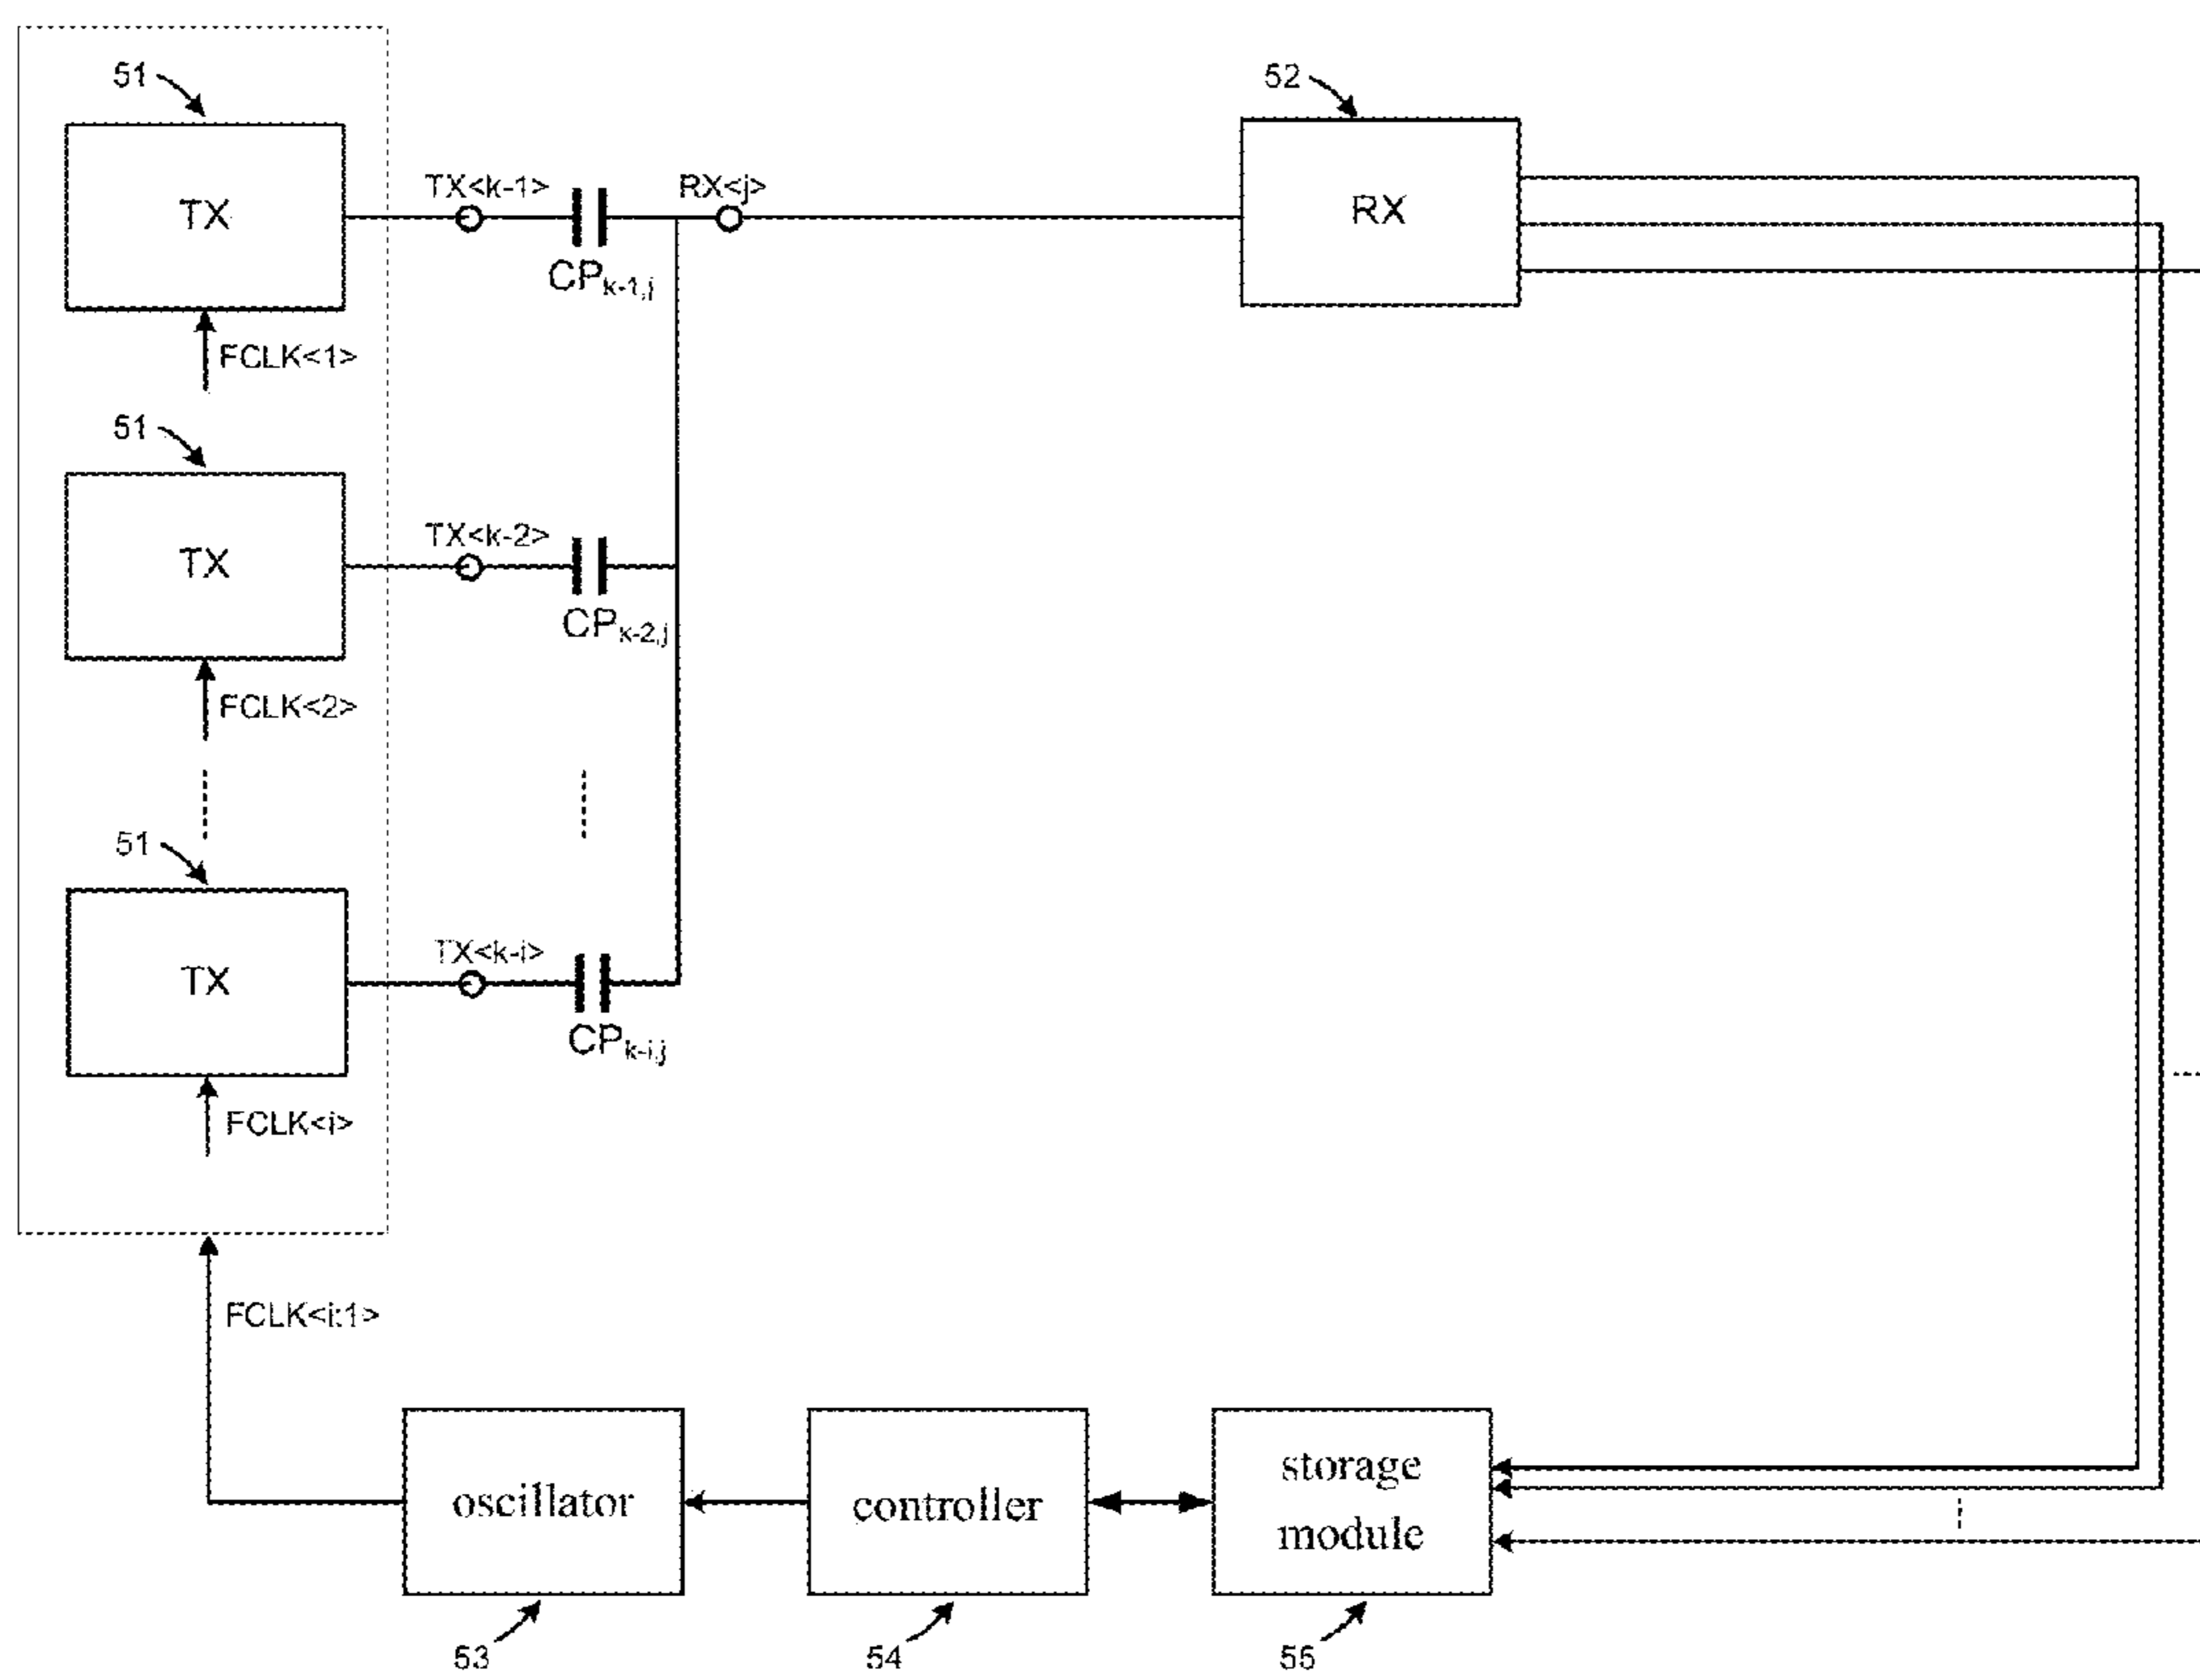 51
52
TX
TX<k-1>
RX<j>
RX
CPk-1,j
FCLK<1>
51
TX
TX<k-2>
CPk-2,j
FCLK<2>
51
TX
TX<k-i>
CPk-i,j
FCLK<i>
FCLK<i:1>
oscillator
controller
storage
module
53
54
55